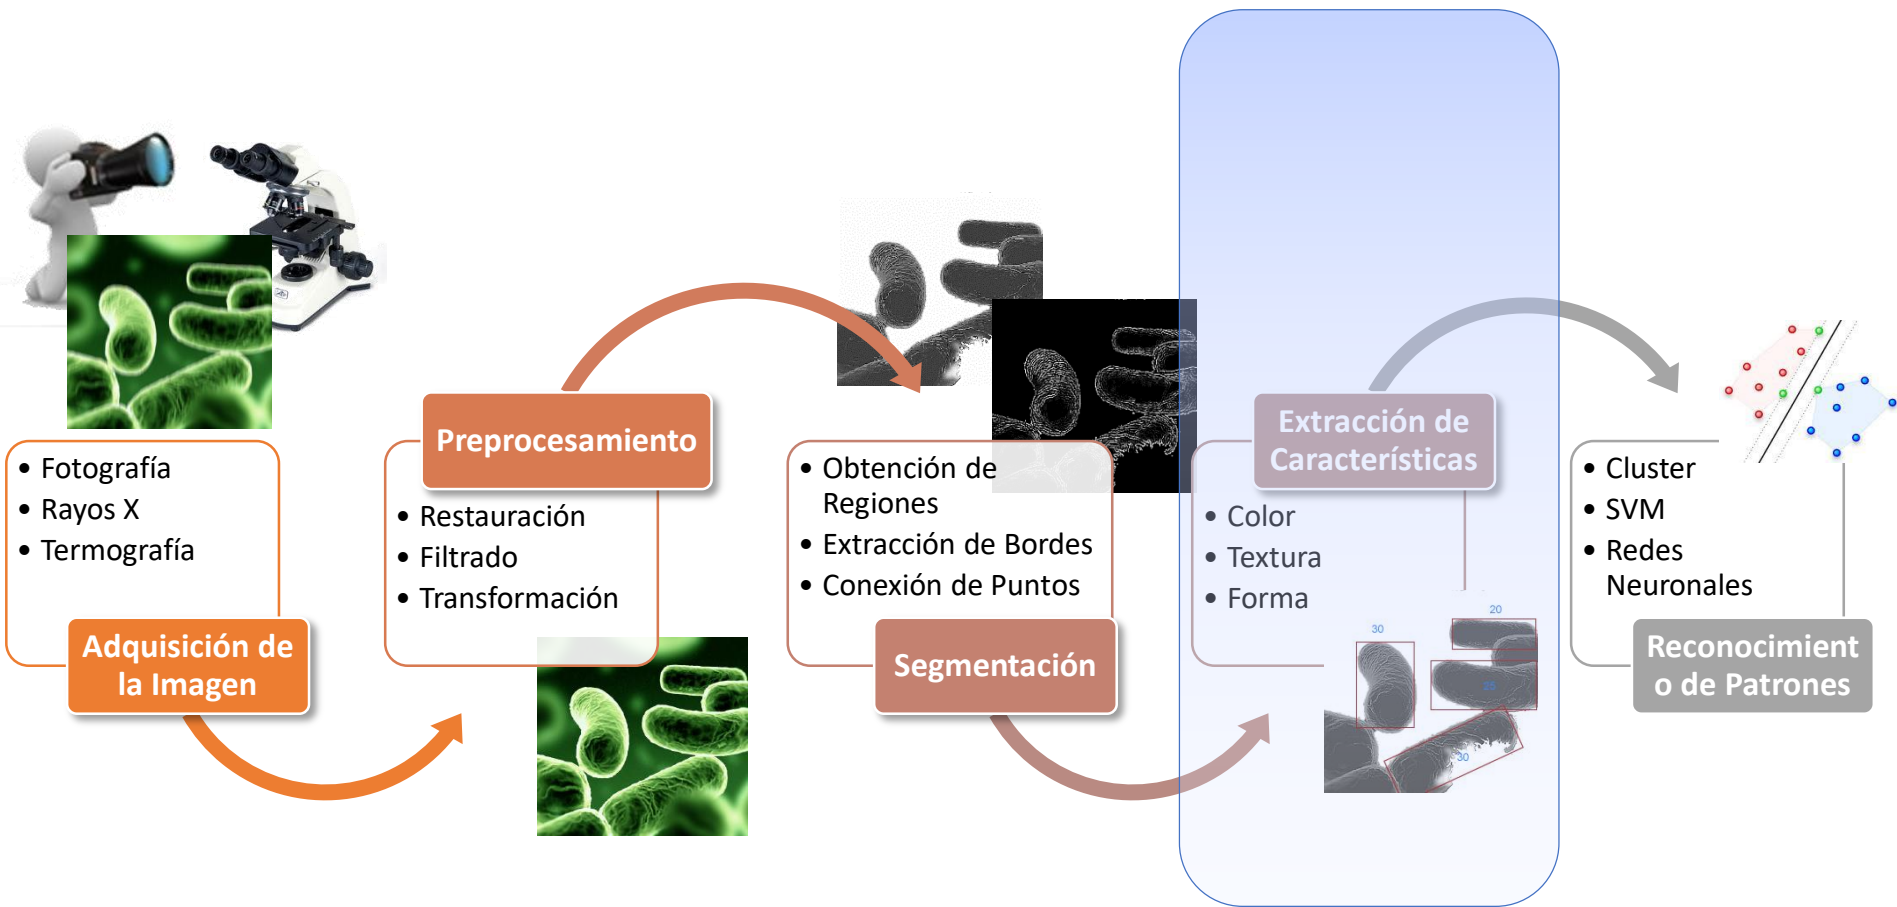 • Fotografía
• Rayos X
• Termografía
Adquisición de
la Imagen
Preprocesamiento
• Restauración
• Filtrado
• Transformación
• Obtención de
Regiones
• Extracción de Bordes
• Conexión de Puntos
Segmentación
Extracción de
Características
• Color
• Textura
• Forma
20
30
25
30
• Cluster
• SVM
• Redes
Neuronales
Reconocimient
o de Patrones